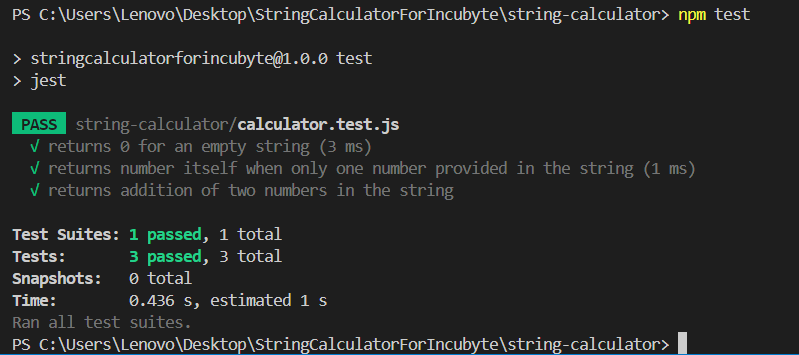 PS C:\Users\Lenovo\Desktop\StringCalculatorForIncubyte\string-calculator> npm test
> stringcalculatorforincubyte@1.0.0 test
> jest
PASS string-calculator/calculator.test.js
√ returns 0 for an empty string (3 ms)
√ returns number itself when only one number provided in the string (1 ms)
√ returns addition of two numbers in the string
Test Suites: 1 passed, 1 total
Tests: 3 passed, 3 total
Snapshots: 0 total
Time: 0.436 s, estimated 1 s
Ran all test suites.
PS C:\Users\Lenovo\Desktop\StringCalculatorForIncubyte\string-calculator>